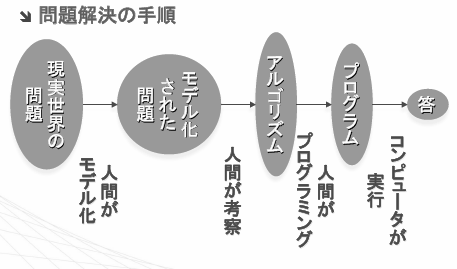 問題解決の手順
現実世界の
問題
モデル化
された
問題
アルゴリズム
プログラム
答
人間が
モデル化
人間が考察
人間が
プログラミング
コンピュータが
実行